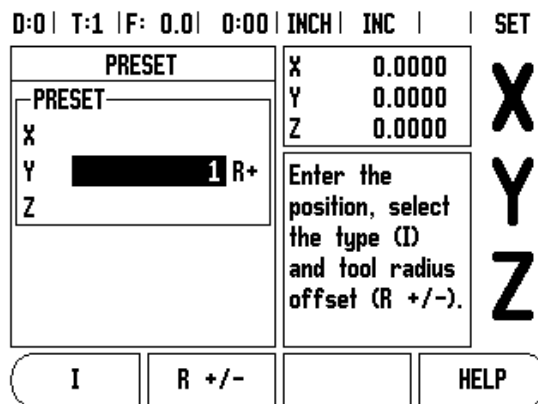 D:0 | T:1 | F: 0.0 | 0:00 | INCH | INC | | SET
PRESET
PRESET
X
Y 1 R+
Z
X 0.0000
Y 0.0000
Z 0.0000
Enter the
position, select
the type (I)
and tool radius
offset (R +/-).
X
Y
Z
I
R +/-
HELP